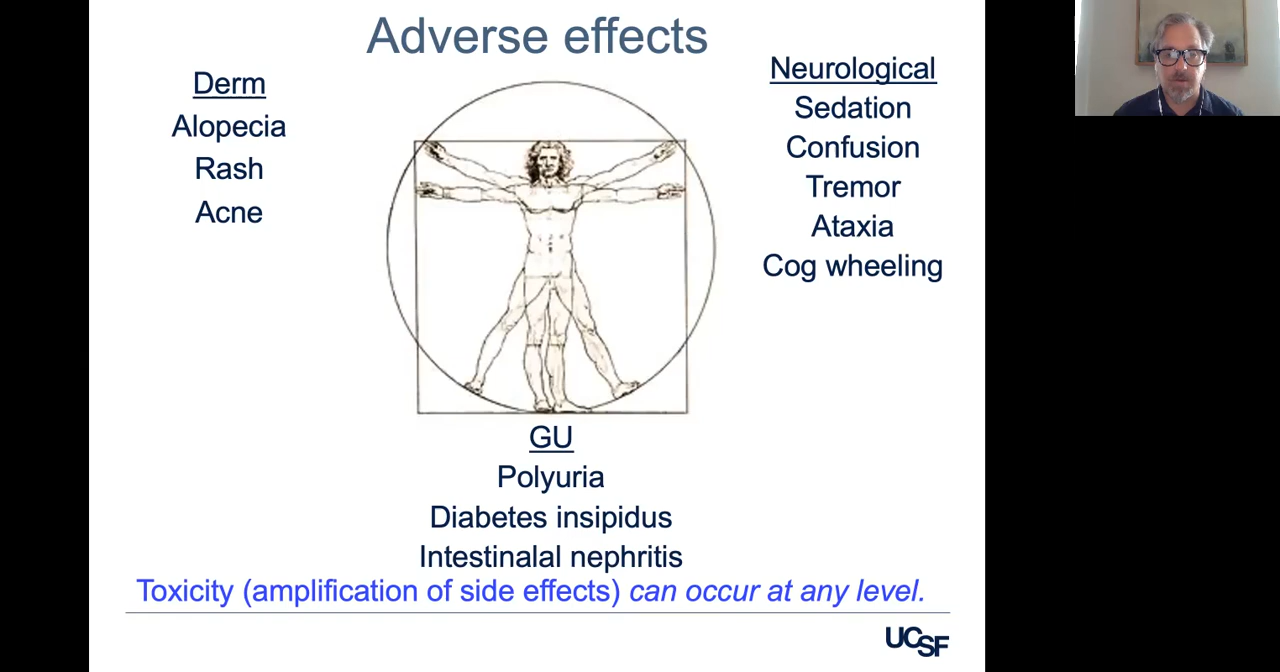 Adverse effects
Derm
Alopecia
Rash
Acne
Neurological
Sedation
Confusion
Tremor
Ataxia
Cog wheeling
GU
Polyuria
Diabetes insipidus
Intestinalal nephritis
Toxicity (amplification of side effects) can occur at any level.
UCSF